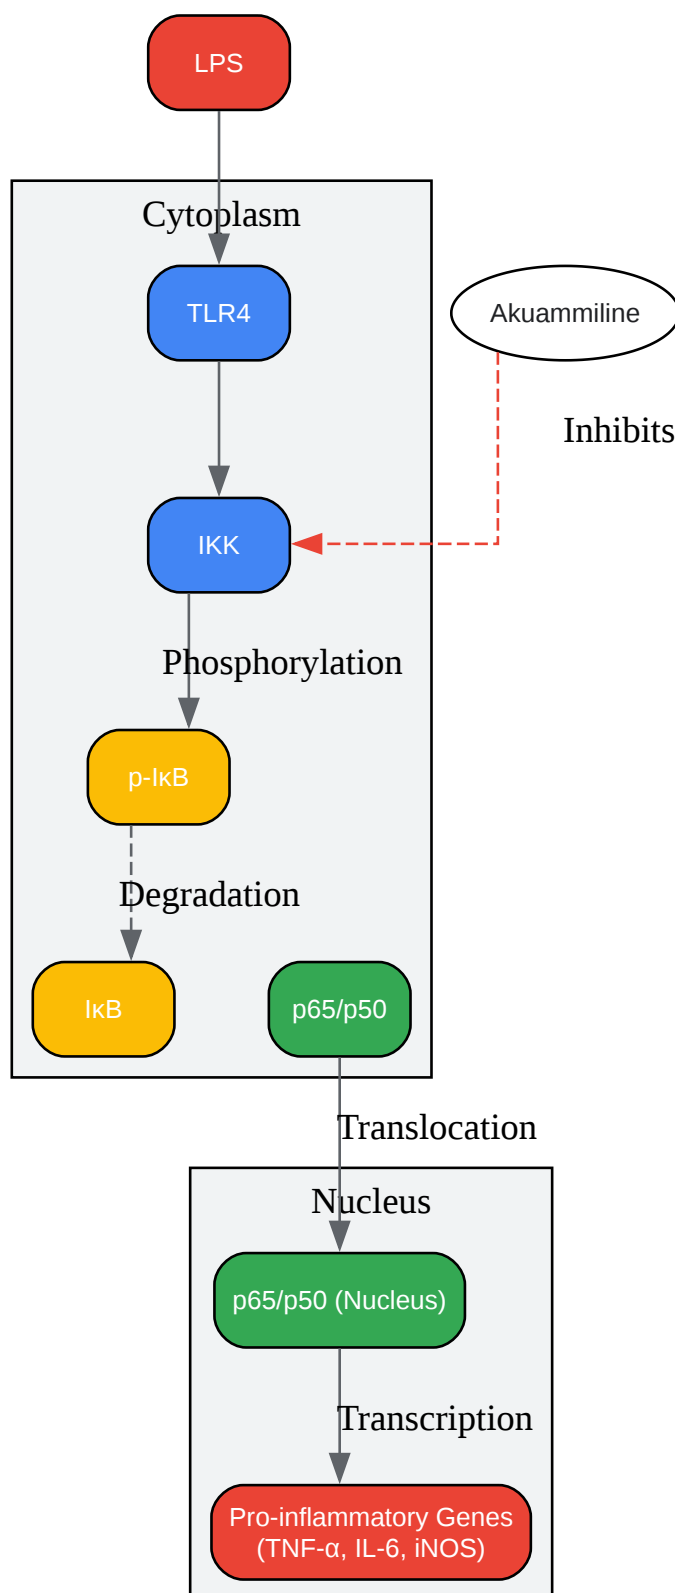 LPS
Cytoplasm
TLR4
Akuammiline
Inhibits
IKK
Phosphorylation
p-IκB
Degradation
IκB
p65/p50
Translocation
Nucleus
p65/p50 (Nucleus)
Transcription
Pro-inflammatory Genes
(TNF-α, IL-6, iNOS)